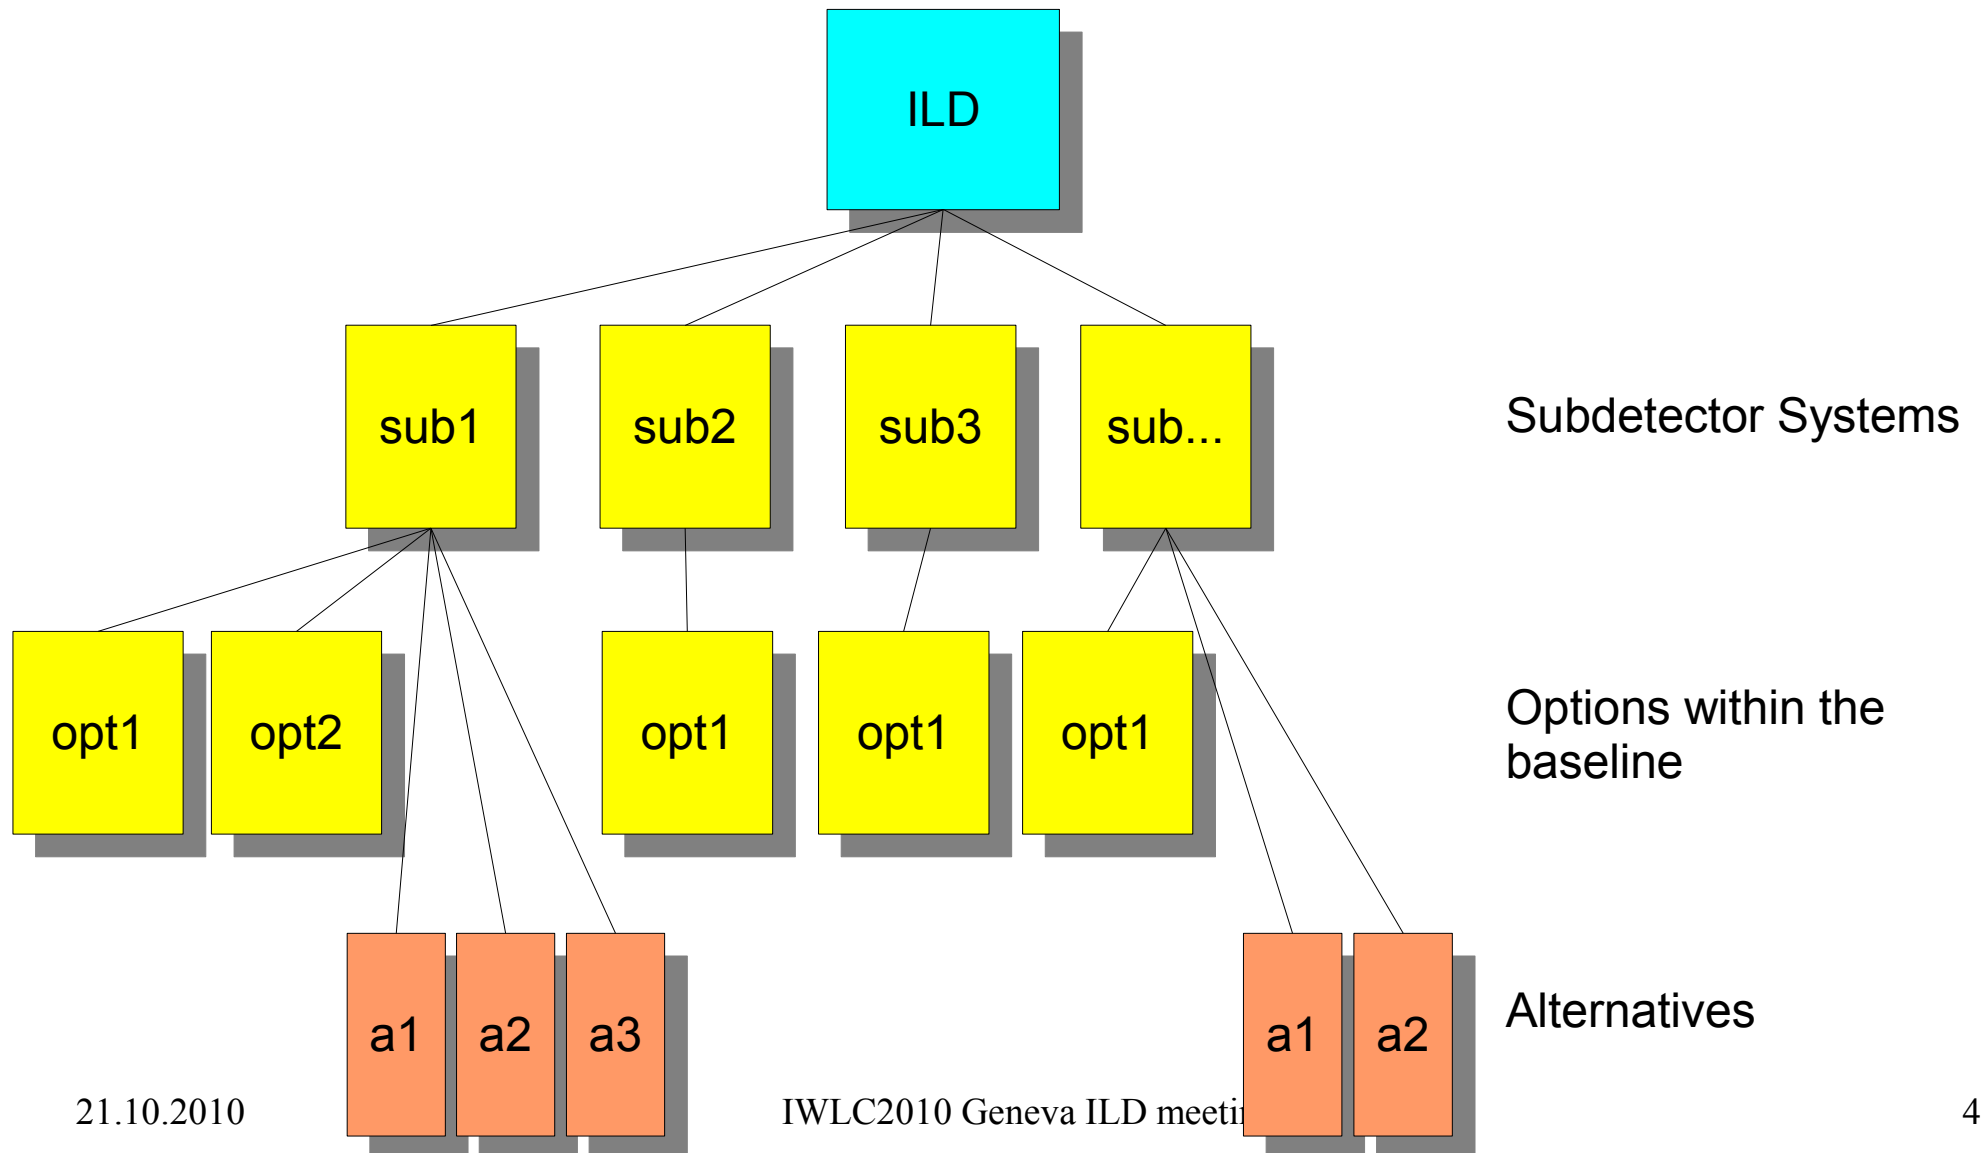 ILD
sub1 sub2 sub3 sub...
Subdetector Systems
opt1 opt2 opt1 opt1 opt1
Options within the
baseline
a1 a2 a3 a1 a2
Alternatives
21.10.2010 IWLC2010 Geneva ILD 4